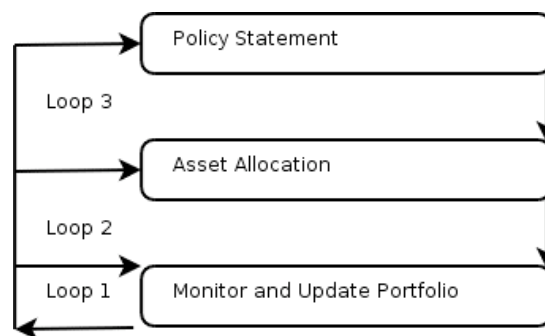 Policy Statement
Loop 3
Asset Allocation
Loop 2
Loop 1
Monitor and Update Portfolio